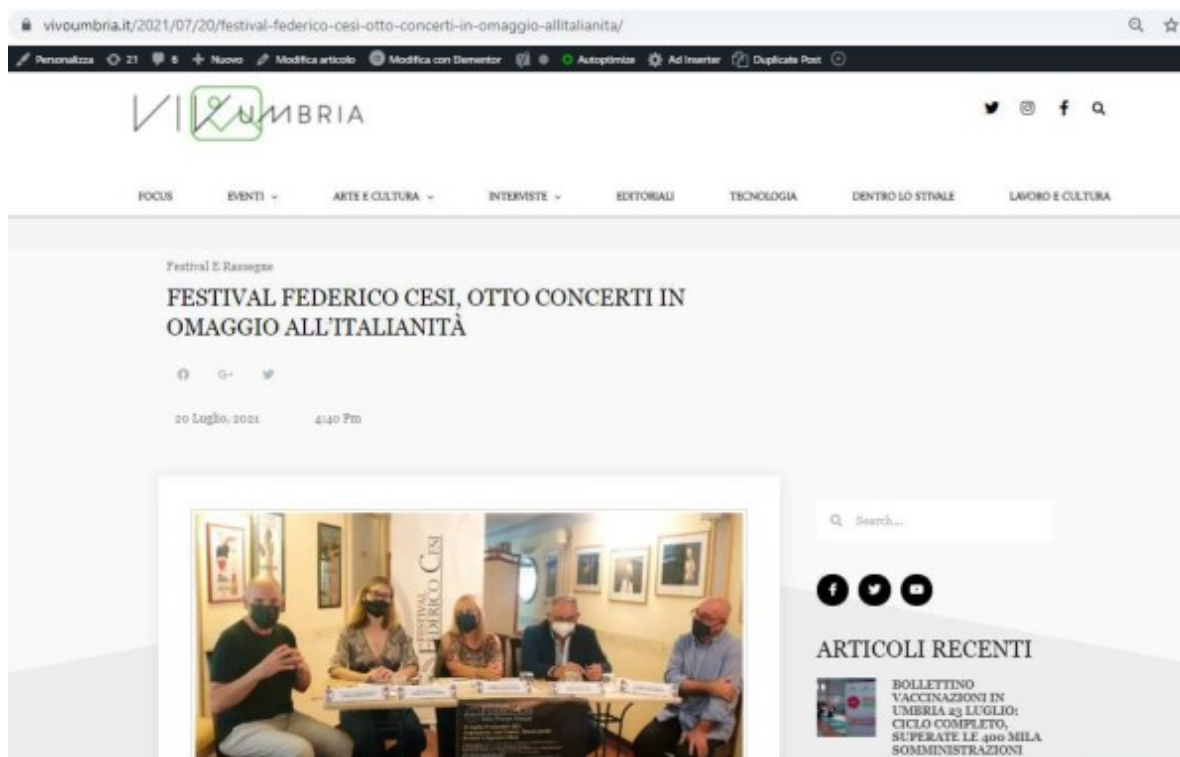 vivoumbria.it/2021/07/20/festival-federico-cesi-otto-concerti-in-omaggio-allitalianita/
Personalizza 21 6 + Nuovo Modifica articolo Modifica con Elementor Autoptimize Ad Inserter Duplicate Post
VIVUMBRIA
FOCUS EVENTI ARTE E CULTURA INTERVISTE EDITORIALI TECNOLOGIA DENTRO LO STIVALE LAVORO E CULTURA
Festival E Rassegne
FESTIVAL FEDERICO CESI, OTTO CONCERTI IN
OMAGGIO ALL'ITALIANITÀ
G+
20 Luglio, 2021 4:40 Pm
FESTIVAL
FEDERICO CESI
Search...
ARTICOLI RECENTI
BOLLETTINO
VACCINAZIONI IN
UMBRIA 23 LUGLIO:
CICLO COMPLETO,
SUPERATE LE 400 MILA
SOMMINISTRAZIONI